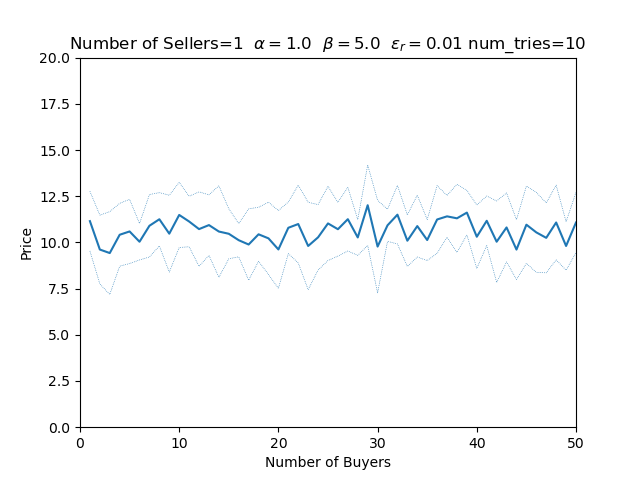 Number of Sellers=1 α = 1.0 β = 5.0 ε_r = 0.01 num_tries=10
20.0
17.5
15.0
12.5
10.0
7.5
5.0
2.5
0.0
Price
0 10 20 30 40 50
Number of Buyers